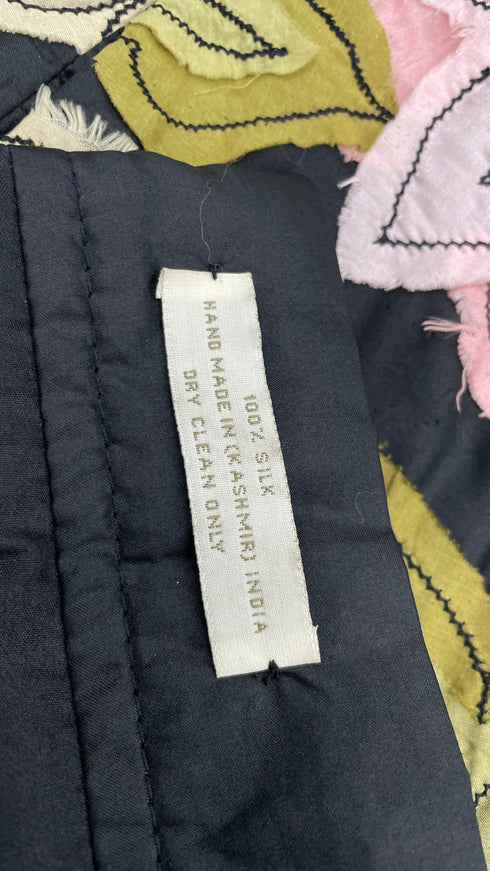 100% SILK
HAND MADE IN (KASHMIR) INDIA
DRY CLEAN ONLY